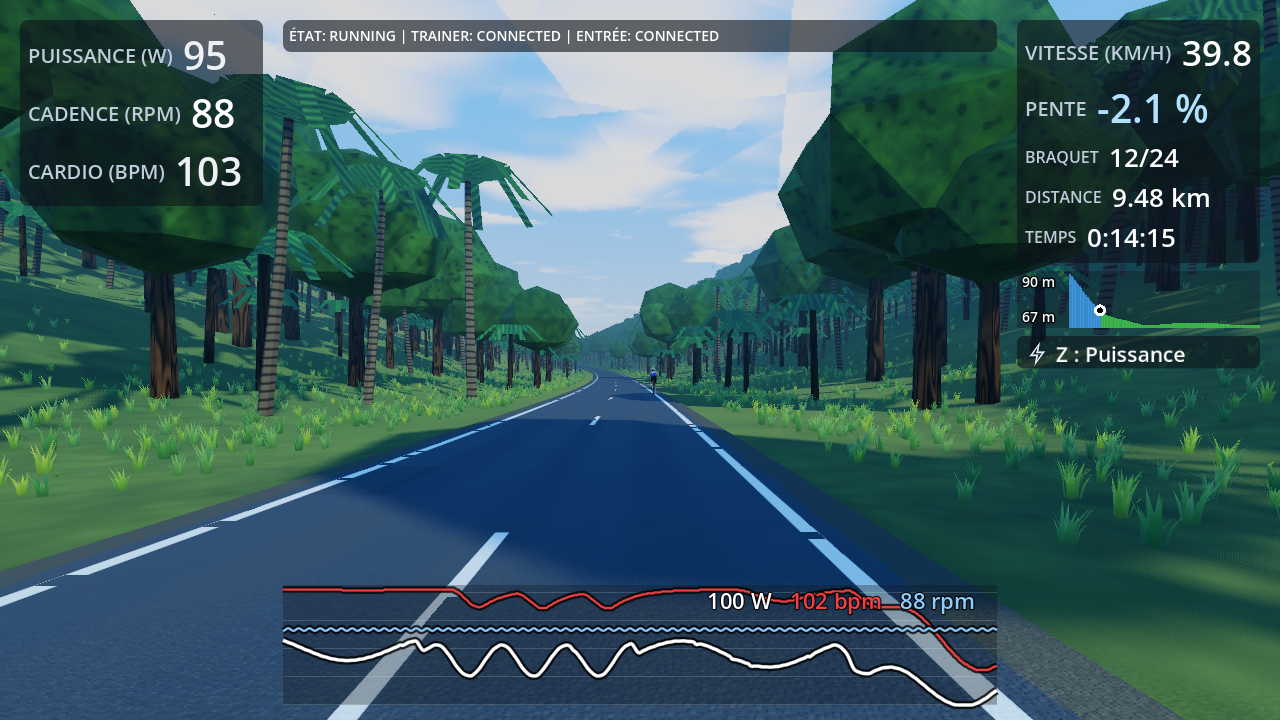 PUISSANCE (W) 95
CADENCE (RPM) 88
CARDIO (BPM) 103
ÉTAT: RUNNING | TRAINER: CONNECTED | ENTRÉE: CONNECTED
VITESSE (KM/H) 39.8
PENTE -2.1 %
BRAQUET 12/24
DISTANCE 9.48 km
TEMPS 0:14:15
90 m
67 m
Z : Puissance
100 W 102 bpm 88 rpm